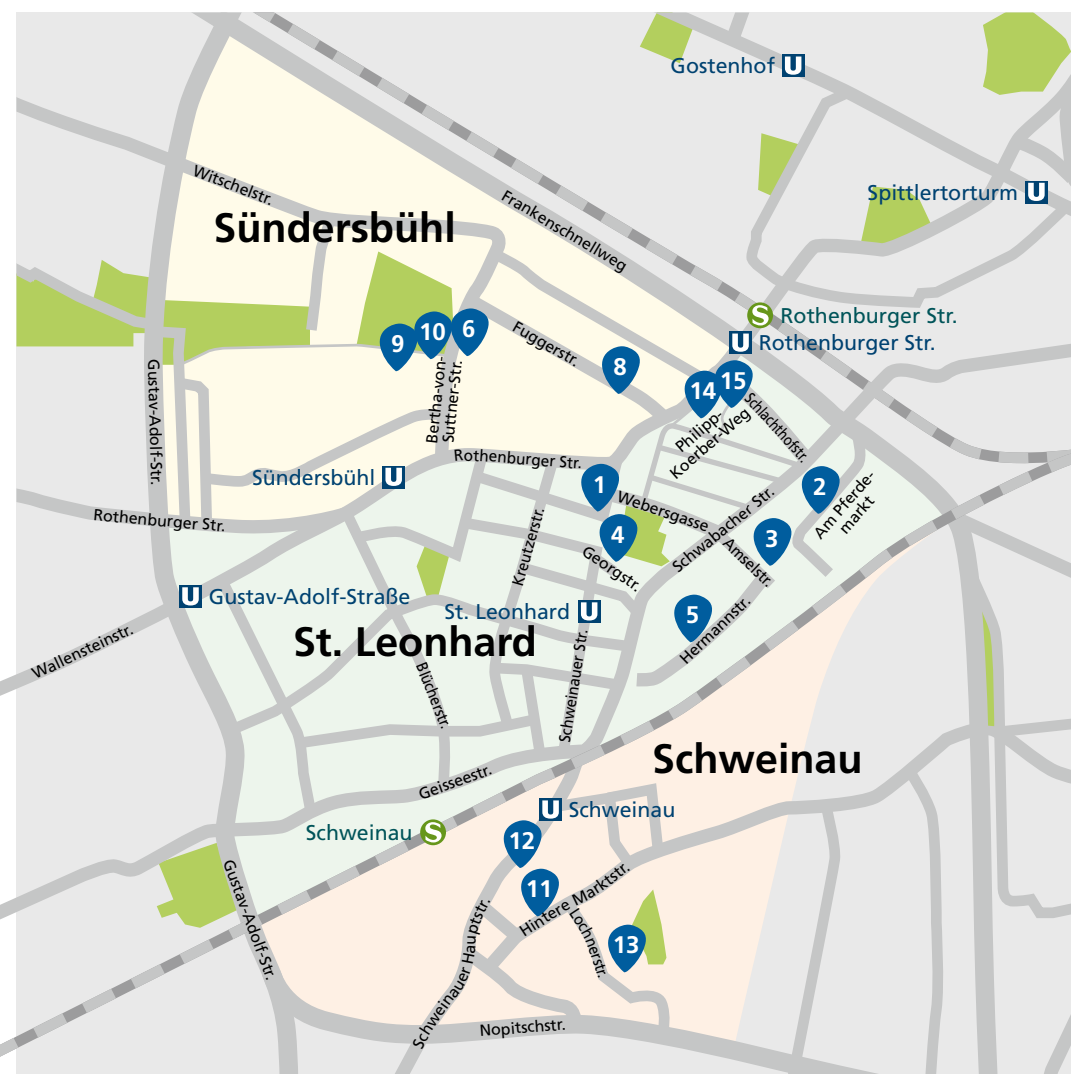 Gostenhof U
Spittlertorturm U
Witschelstr.
Sündersbühl
Frankenschnellweg
S Rothenburger Str.
U Rothenburger Str.
9
10
6
Fuggerstr.
8
14
15
Gustav-Adolf-Str.
Bertha-von-
Suttner-Str.
Philipp-
Koerber-Weg
Schlachthofstr.
Rothenburger Str.
Sündersbühl U
1
Webersgasse
2
Am Pferde-
markt
Rothenburger Str.
Kreutzerstr.
4
Georgstr.
Schwabacher Str.
3
Amselstr.
U Gustav-Adolf-Straße
St. Leonhard U
5
Hermannstr.
St. Leonhard
Wallensteinstr.
Blücherstr.
Schweinauer Str.
Schweinau
Geisseestr.
U Schweinau
Schweinau S
12
11
Hintere Marktstr.
Gustav-Adolf-Str.
Schweinauer Hauptstr.
Lochnerstr.
13
Nopitschstr.